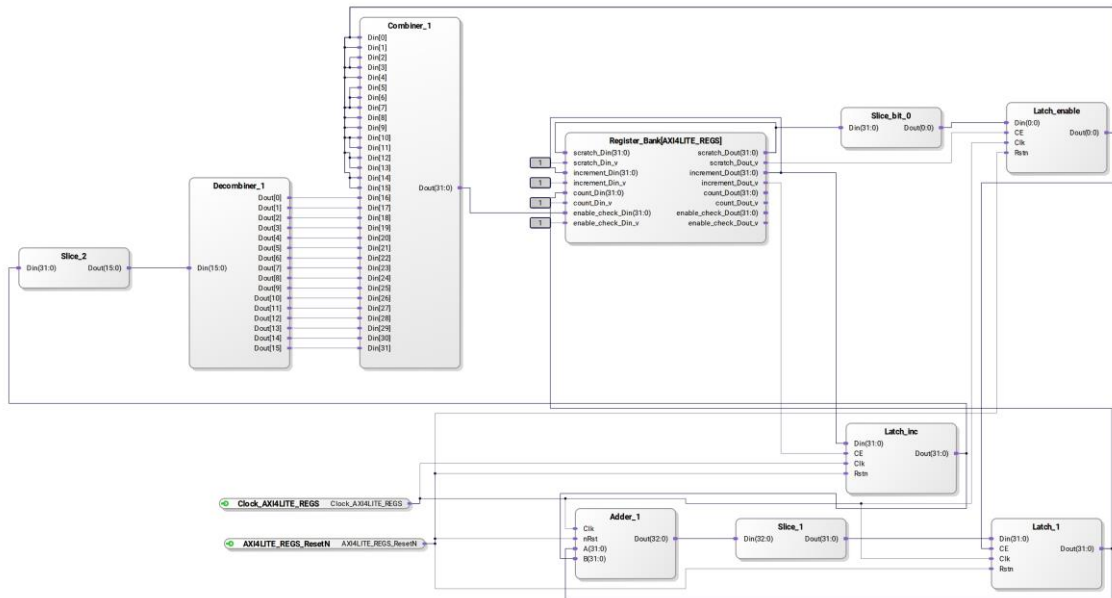 Combiner_1
Din[0]
Din[1]
Din[2]
Din[3]
Din[4]
Din[5]
Din[6]
Din[7]
Din[8]
Din[9]
Din[10]
Din[11]
Din[12]
Din[13]
Din[14]
Din[15]
Din[16]
Din[17]
Din[18]
Din[19]
Din[20]
Din[21]
Din[22]
Din[23]
Din[24]
Din[25]
Din[26]
Din[27]
Din[28]
Din[29]
Din[30]
Din[31]
Dout(31:0)
Decombiner_1
Din(15:0)
Dout[0]
Dout[1]
Dout[2]
Dout[3]
Dout[4]
Dout[5]
Dout[6]
Dout[7]
Dout[8]
Dout[9]
Dout[10]
Dout[11]
Dout[12]
Dout[13]
Dout[14]
Dout[15]
Slice_2
Din(31:0) Dout(15:0)
Register_Bank[AXI4LITE_REGS]
scratch_Din(31:0) scratch_Dout(31:0)
1 scratch_Din_v scratch_Dout_v
increment_Din(31:0) increment_Dout(31:0)
1 increment_Din_v increment_Dout_v
count_Din(31:0) count_Dout(31:0)
1 count_Din_v count_Dout_v
enable_check_Din(31:0) enable_check_Dout(31:0)
1 enable_check_Din_v enable_check_Dout_v
Slice_bit_0
Din(31:0) Dout(0:0)
Latch_enable
Din(0:0) Dout(0:0)
CE
Clk
Rstn
Latch_inc
Din(31:0)
CE Dout(31:0)
Clk
Rstn
Clock_AXI4LITE_REGS Clock_AXI4LITE_REGS
AXI4LITE_REGS_ResetN AXI4LITE_REGS_ResetN
Adder_1
Clk
nRst Dout(32:0)
A(31:0)
B(31:0)
Slice_1
Din(32:0) Dout(31:0)
Latch_1
Din(31:0)
CE Dout(31:0)
Clk
Rstn